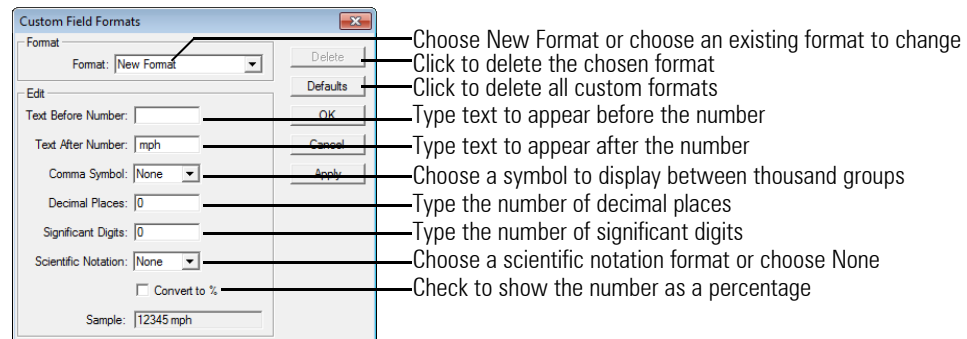 Custom Field Formats
Format
Format: New Format
Delete
Defaults
OK
Cancel
Apply
Edit
Text Before Number:
Text After Number: mph
Comma Symbol: None
Decimal Places: 0
Significant Digits: 0
Scientific Notation: None
Convert to %
Sample: 12345 mph
Choose New Format or choose an existing format to change
Click to delete the chosen format
Click to delete all custom formats
Type text to appear before the number
Type text to appear after the number
Choose a symbol to display between thousand groups
Type the number of decimal places
Type the number of significant digits
Choose a scientific notation format or choose None
Check to show the number as a percentage